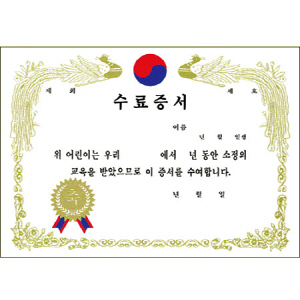 제 회 제 호
수료증서
이름
년 월 일생
위 어린이는 우리 에서 년 동안 소정의
교육을 받았으므로 이 증서를 수여합니다.
년 월 일